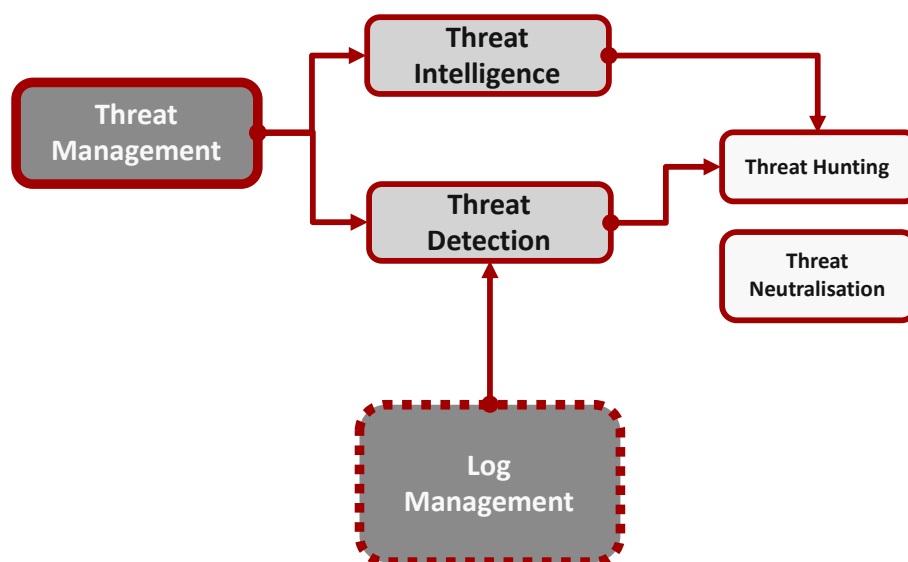 Threat
Intelligence
Threat
Management
Threat Hunting
Threat
Detection
Threat
Neutralisation
Log
Management